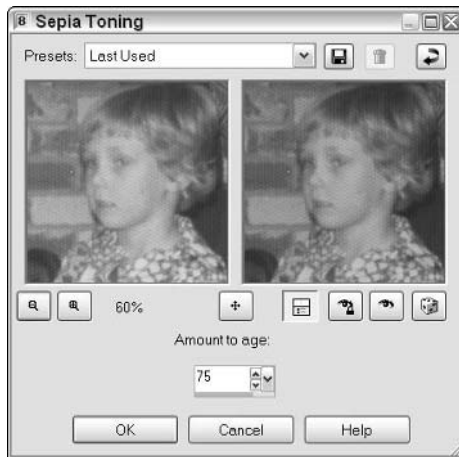 8 Sepia Toning
Presets: Last Used
60%
Amount to age:
75
OK Cancel Help